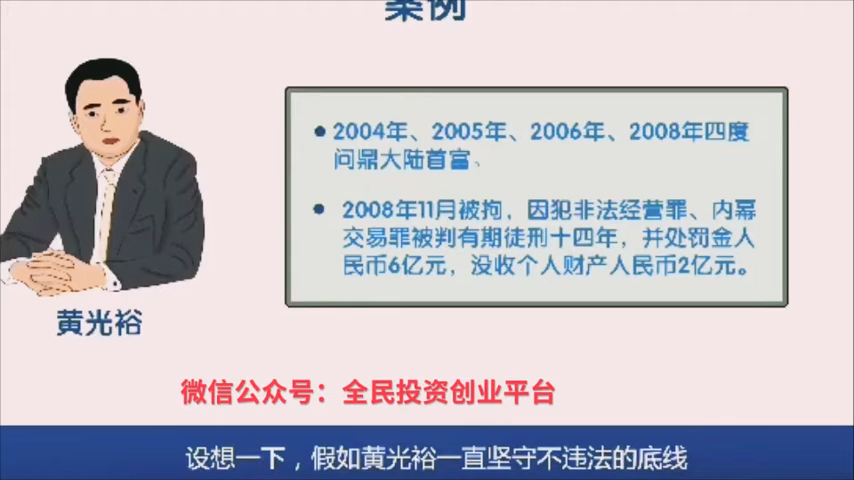 案例
2004年、2005年、2006年、2008年四度
问鼎大陆首富、
2008年11月被拘，因犯非法经营罪、内幕
交易罪被判有期徒刑十四年，并处罚金人
民币6亿元，没收个人财产人民币2亿元。
黄光裕
微信公众号：全民投资创业平台
设想一下，假如黄光裕一直坚守不违法的底线